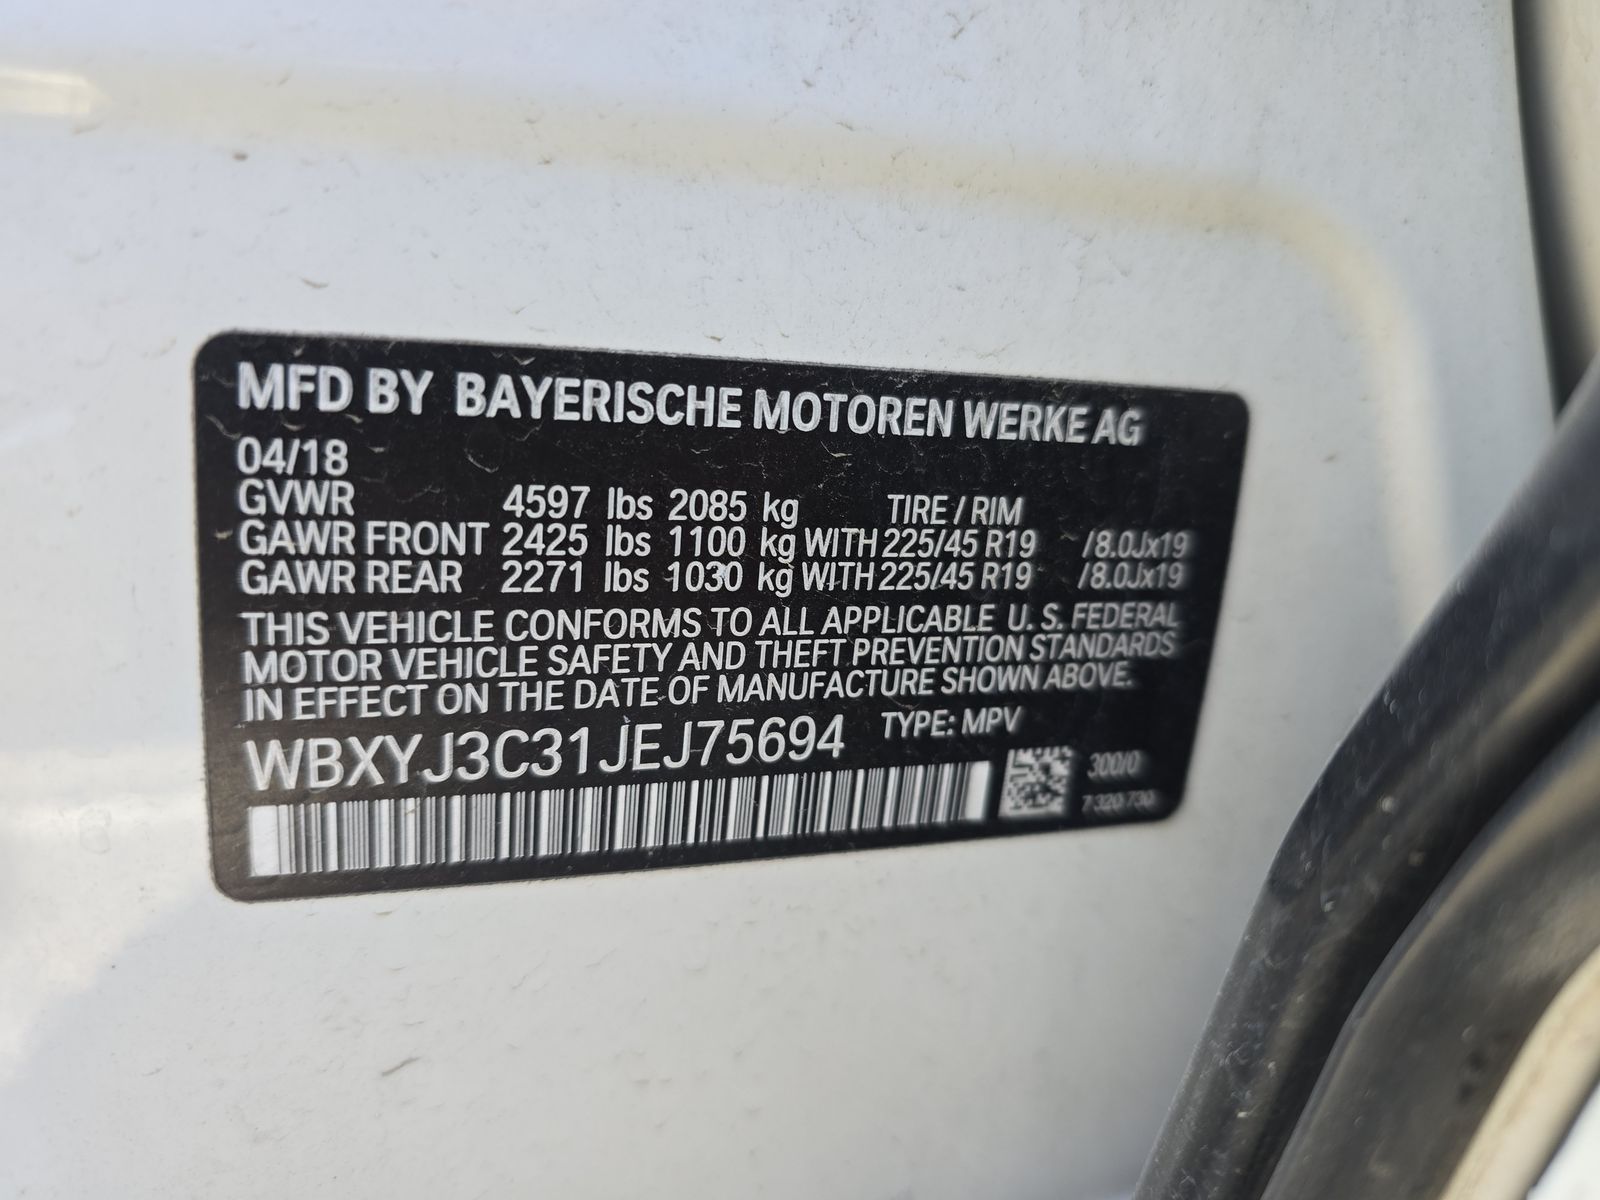 MFD BY BAYERISCHE MOTOREN WERKE AG
04/18
GVWR 4597 lbs 2085 kg TIRE / RIM
GAWR FRONT 2425 lbs 1100 kg WITH 225/45 R19 /8.0Jx19
GAWR REAR 2271 lbs 1030 kg WITH 225/45 R19 /8.0Jx19
THIS VEHICLE CONFORMS TO ALL APPLICABLE U. S. FEDERAL
MOTOR VEHICLE SAFETY AND THEFT PREVENTION STANDARDS
IN EFFECT ON THE DATE OF MANUFACTURE SHOWN ABOVE.
WBXYJ3C31JEJ75694 TYPE: MPV
300/0
7 320 730